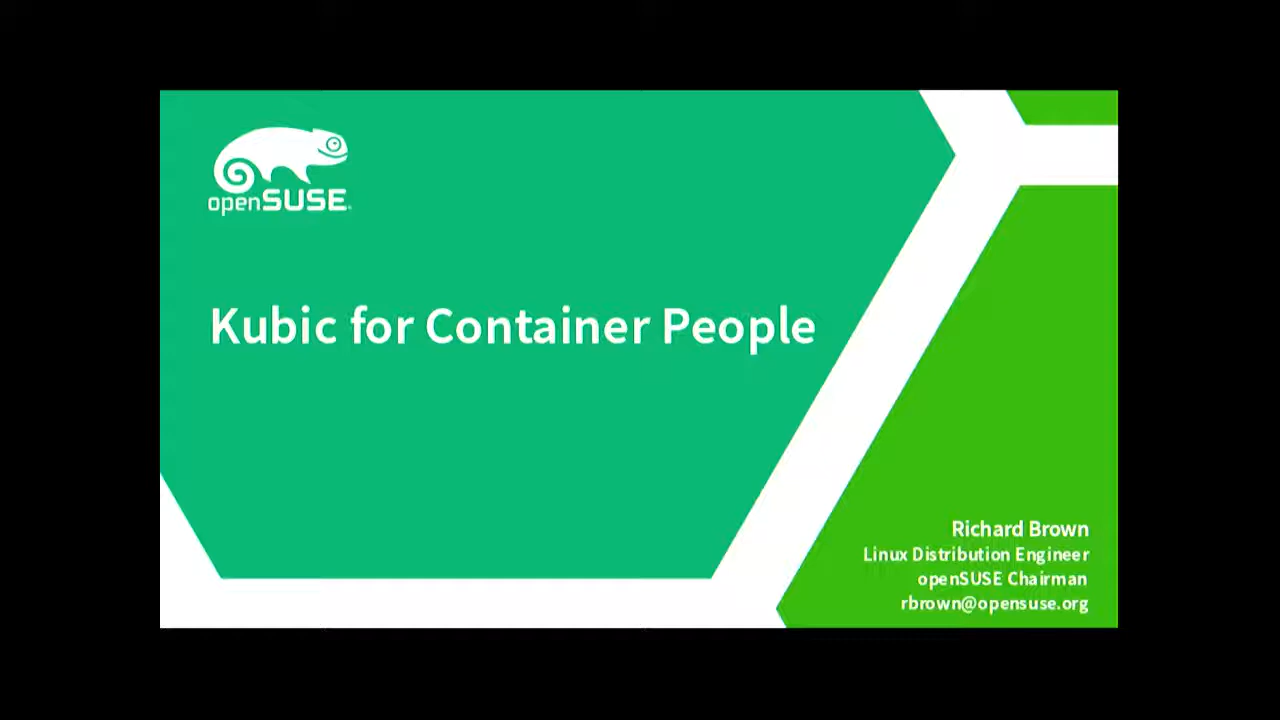 openSUSE
Kubic for Container People
Richard Brown
Linux Distribution Engineer
openSUSE Chairman
rbrown@opensuse.org